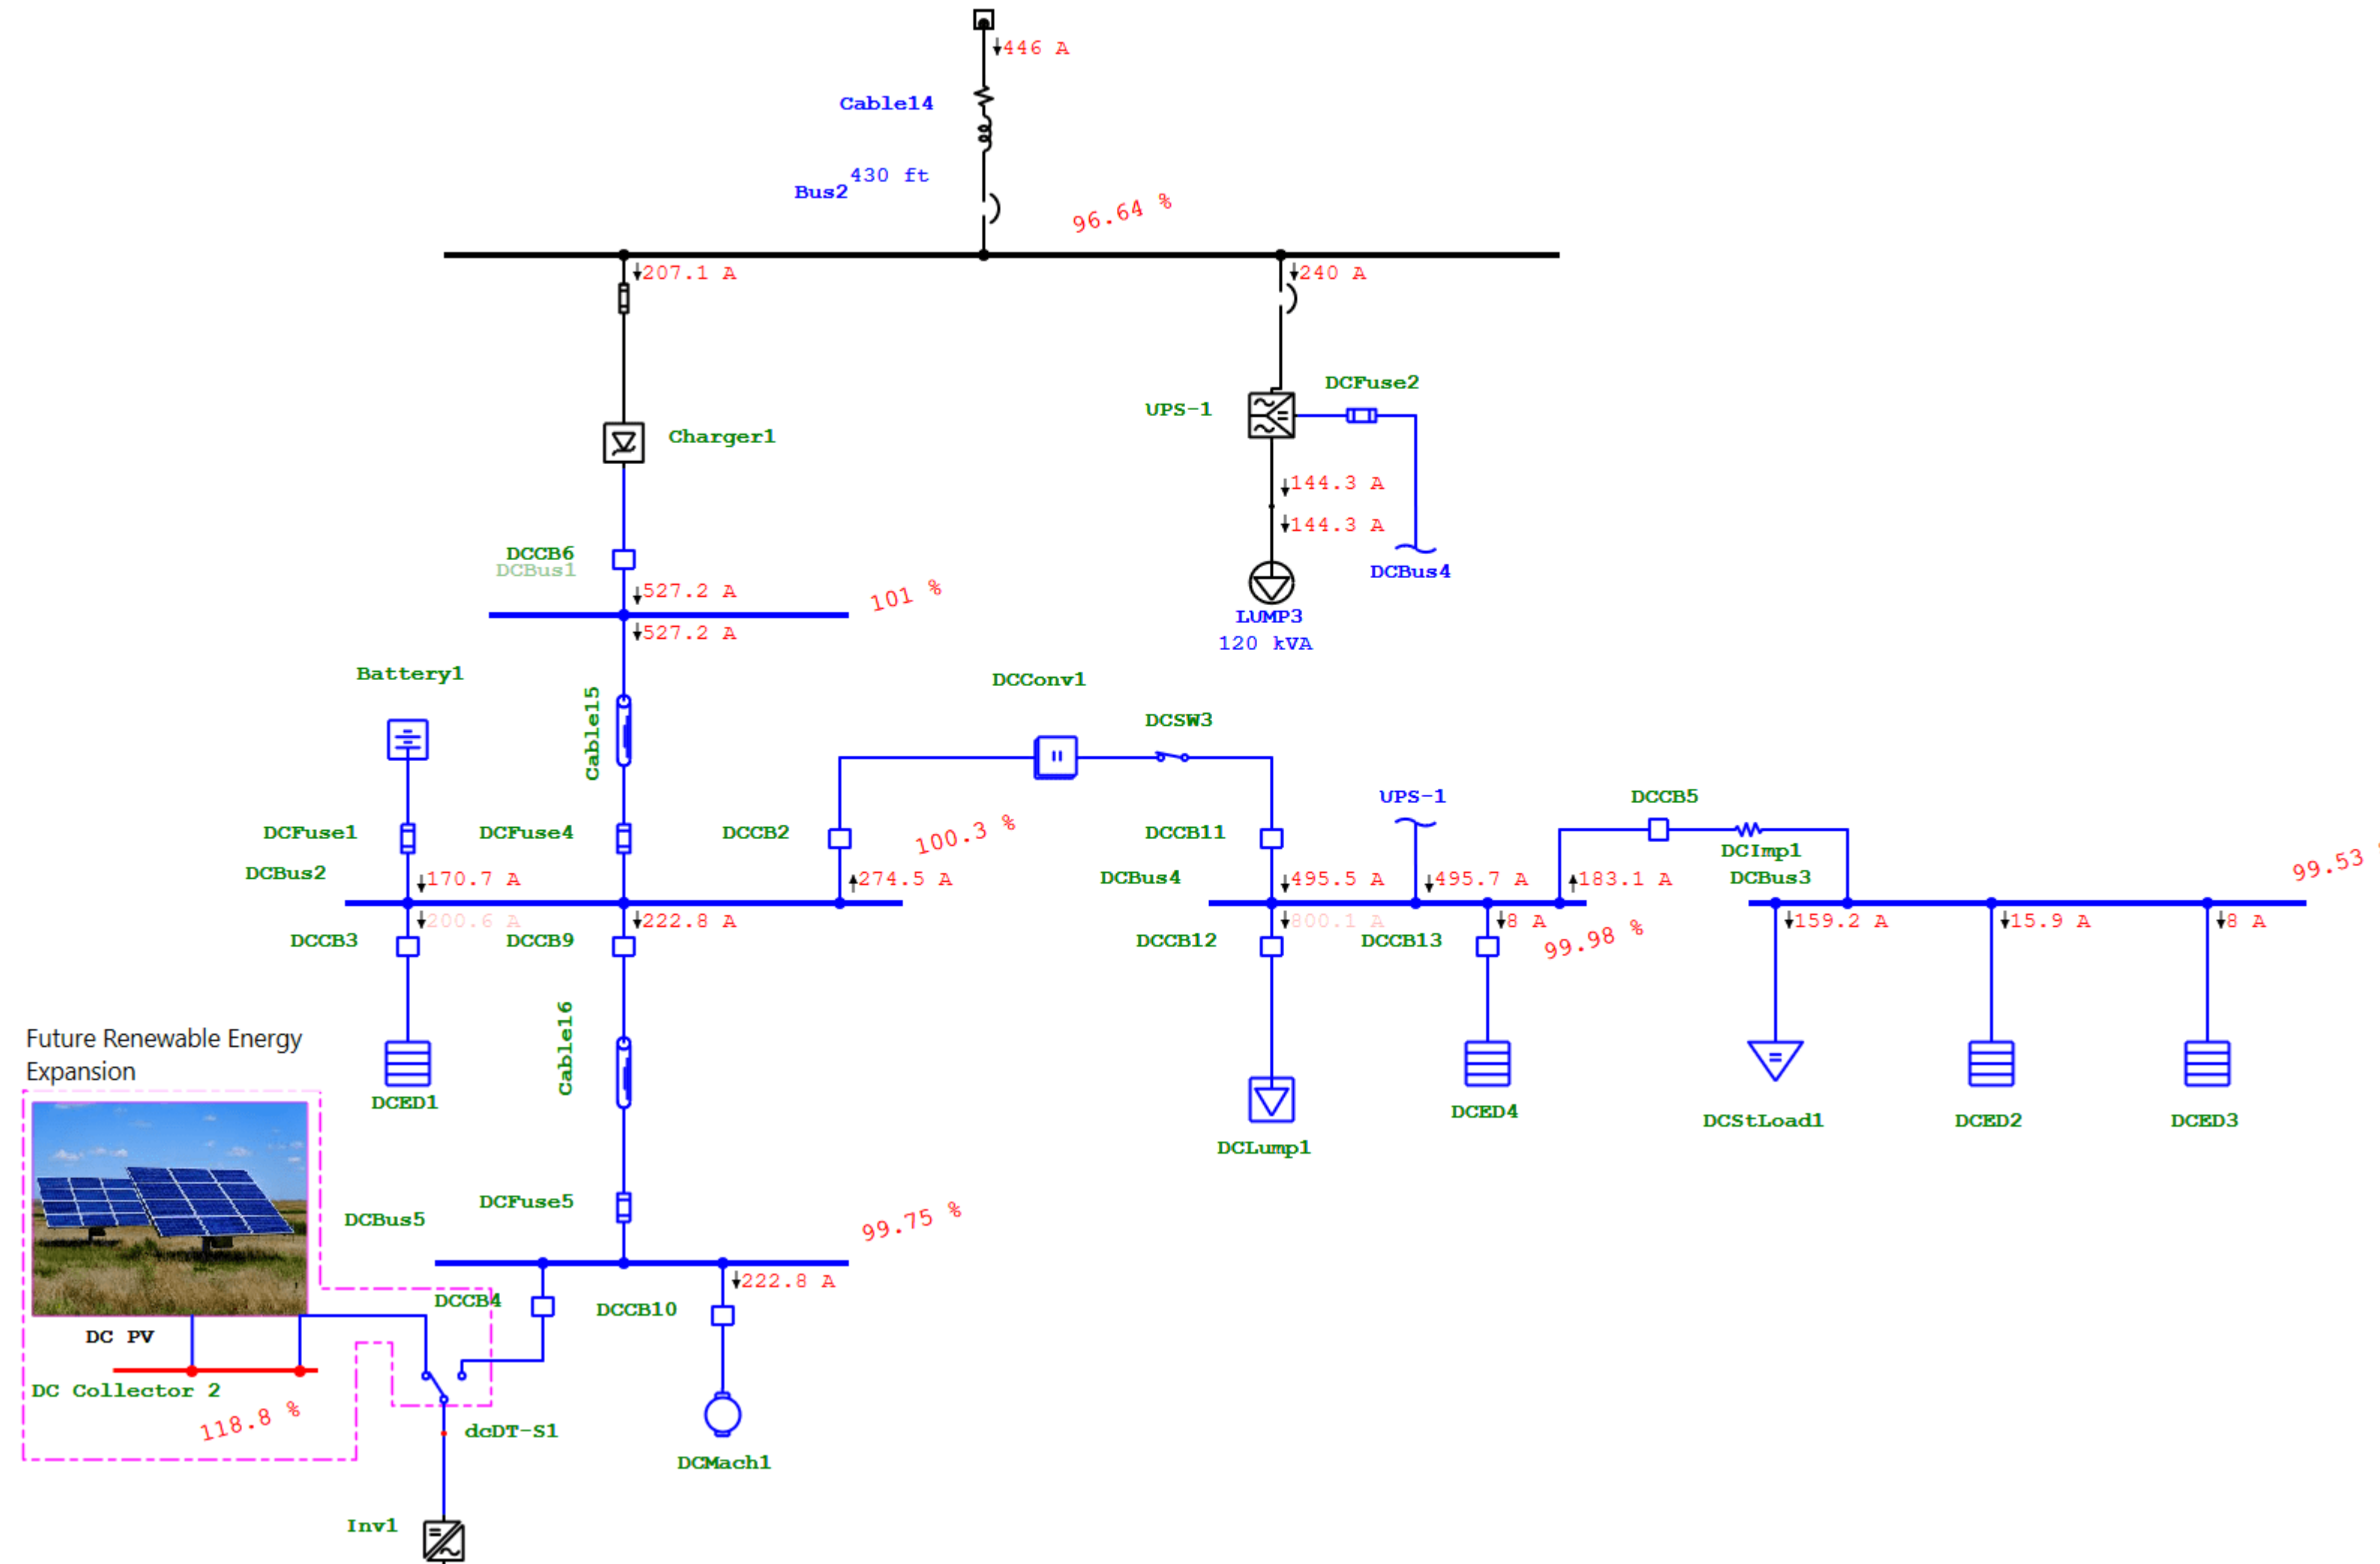 446 A
Cable14
430 ft
Bus2
96.64 %
207.1 A
240 A
DCFuse2
UPS-1
Charger1
144.3 A
144.3 A
DCCB6
DCBus1
DCBus4
527.2 A
101 %
LUMP3
527.2 A
120 kVA
Battery1
DCConv1
Cable15
DCSW3
UPS-1
DCCB5
DCFuse1
DCFuse4
DCCB2
100.3 %
DCCB11
DCImp1
DCBus2
170.7 A
274.5 A
DCBus4
495.5 A
495.7 A
183.1 A
DCBus3
99.53
200.6 A
222.8 A
800.1 A
8 A
159.2 A
15.9 A
8 A
DCCB3
DCCB9
DCCB12
DCCB13
99.98 %
Future Renewable Energy
Expansion
Cable16
DCED1
DCED4
DCStLoad1
DCED2
DCED3
DCLump1
DCFuse5
DCBus5
99.75 %
222.8 A
DCCB4
DCCB10
DC PV
DC Collector 2
118.8 %
dcDT-S1
DCMach1
Inv1